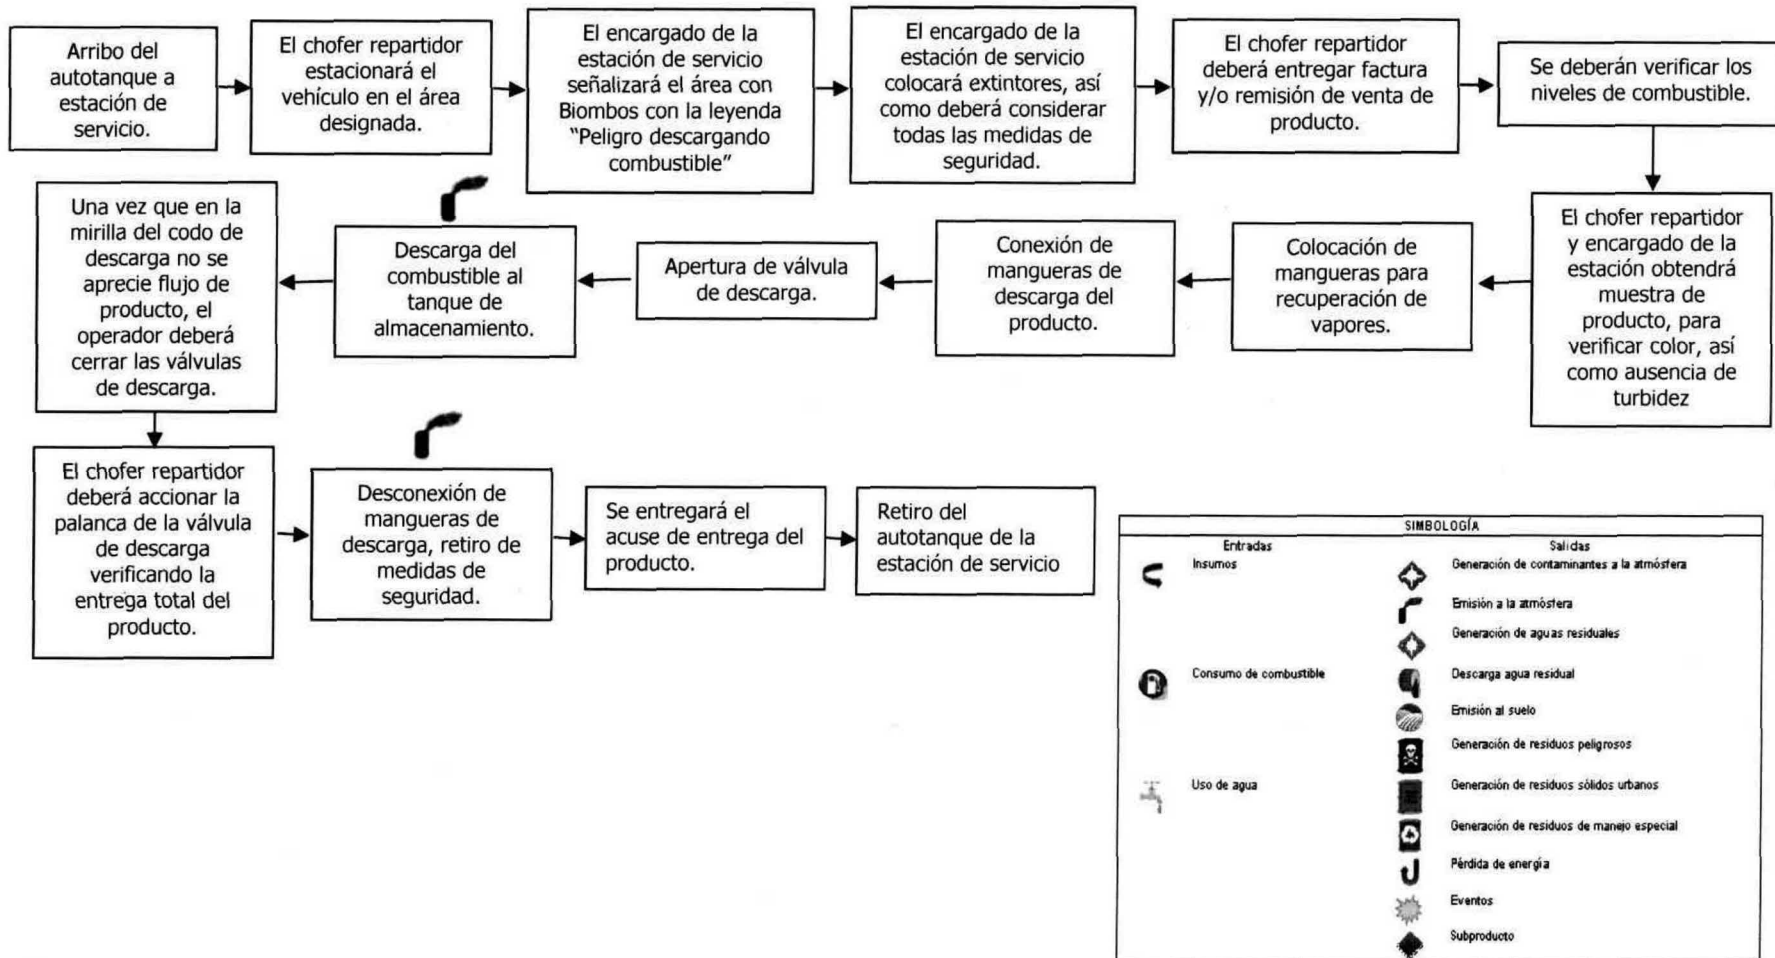 Arribo del
autotanque a
estación de
servicio.
El chofer repartidor
estacionará el
vehículo en el área
designada.
El encargado de la
estación de servicio
señalizará el área con
Biombos con la leyenda
"Peligro descargando
combustible"
El encargado de la
estación de servicio
colocará extintores, así
como deberá considerar
todas las medidas de
seguridad.
El chofer repartidor
deberá entregar factura
y/o remisión de venta de
producto.
Se deberán verificar los
niveles de combustible.
El chofer repartidor
y encargado de la
estación obtendrá
muestra de
producto, para
verificar color, así
como ausencia de
turbidez
Colocación de
mangueras para
recuperación de
vapores.
Conexión de
mangueras de
descarga del
producto.
Apertura de válvula
de descarga.
Descarga del
combustible al
tanque de
almacenamiento.
Una vez que en la
mirilla del codo de
descarga no se
aprecie flujo de
producto, el
operador deberá
cerrar las válvulas
de descarga.
El chofer repartidor
deberá accionar la
palanca de la válvula
de descarga
verificando la
entrega total del
producto.
Desconexión de
mangueras de
descarga, retiro de
medidas de
seguridad.
Se entregará el
acuse de entrega del
producto.
Retiro del
autotanque de la
estación de servicio
SIMBOLOGÍA
Entradas
Insumos
Consumo de combustible
Uso de agua
Salidas
Generación de contaminantes a la atmósfera
Emisión a la atmósfera
Generación de aguas residuales
Descarga agua residual
Emisión al suelo
Generación de residuos peligrosos
Generación de residuos sólidos urbanos
Generación de residuos de manejo especial
Pérdida de energía
Eventos
Subproducto